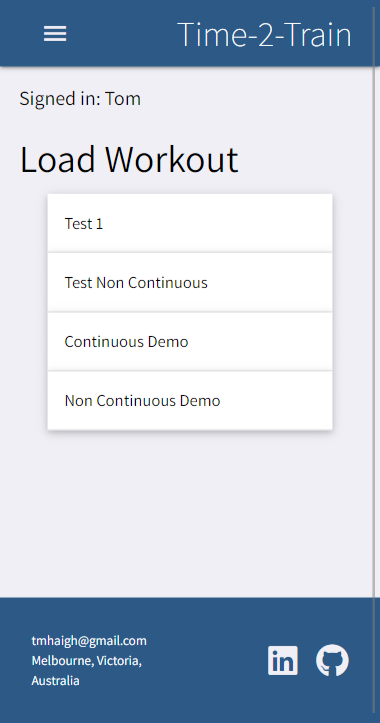 Time-2-Train
Signed in: Tom
Load Workout
Test 1
Test Non Continuous
Continuous Demo
Non Continuous Demo
tmhaigh@gmail.com
Melbourne, Victoria,
Australia
in